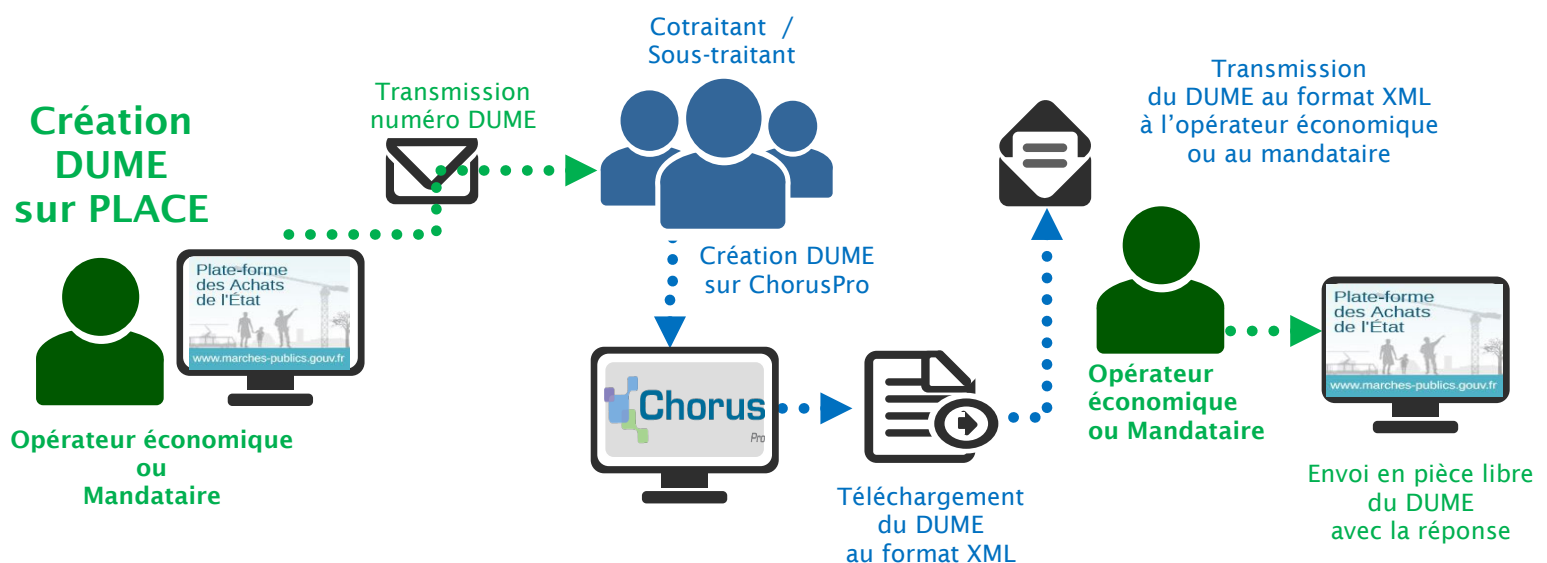 Création
DUME
sur PLACE
Plate-forme
des Achats
de l'État
www.marches-publics.gouv.fr
Opérateur économique
ou
Mandataire
Transmission
numéro DUME
Cotraitant /
Sous-traitant
Création DUME
sur ChorusPro
Chorus
Pro
Téléchargement
du DUME
au format XML
Transmission
du DUME au format XML
à l’opérateur économique
ou au mandataire
Opérateur
économique
ou Mandataire
Plate-forme
des Achats
de l'État
www.marches-publics.gouv.fr
Envoi en pièce libre
du DUME
avec la réponse